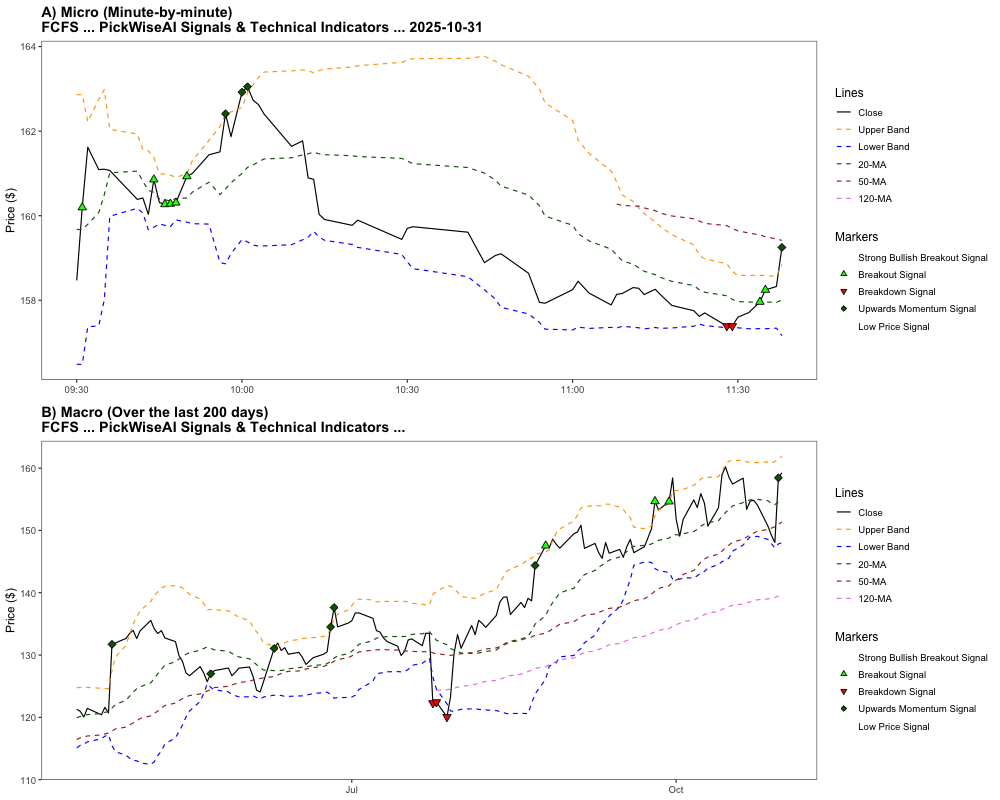 A) Micro (Minute-by-minute)
FCFS ... PickWiseAI Signals & Technical Indicators ... 2025-10-31
Price ($)
164
162
160
158
09:30
10:00
10:30
11:00
11:30
Lines
Close
Upper Band
Lower Band
20-MA
50-MA
120-MA
Markers
Strong Bullish Breakout Signal
Breakout Signal
Breakdown Signal
Upwards Momentum Signal
Low Price Signal
B) Macro (Over the last 200 days)
FCFS ... PickWiseAI Signals & Technical Indicators ...
Price ($)
160
150
140
130
120
110
Jul
Oct
Lines
Close
Upper Band
Lower Band
20-MA
50-MA
120-MA
Markers
Strong Bullish Breakout Signal
Breakout Signal
Breakdown Signal
Upwards Momentum Signal
Low Price Signal